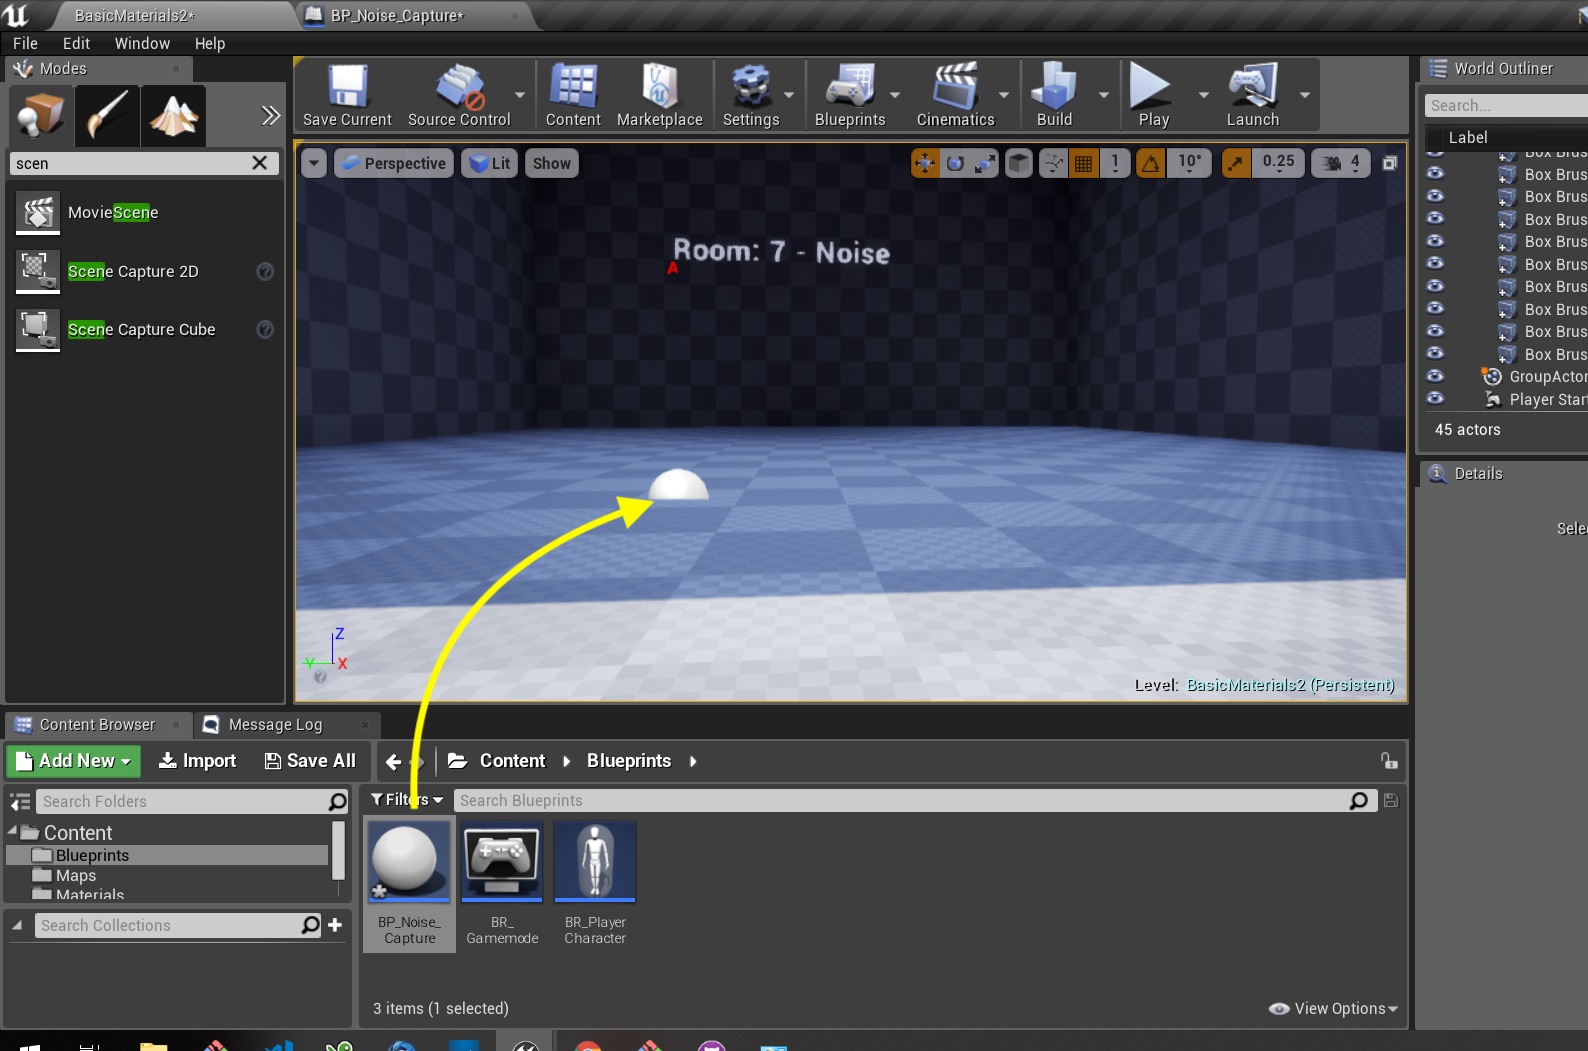 BasicMaterials2*
BP_Noise_Capture*
File Edit Window Help
Modes
scen
MovieScene
Scene Capture 2D
Scene Capture Cube
Save Current
Source Control
Content
Marketplace
Settings
Blueprints
Cinematics
Build
Play
Launch
Perspective
Lit
Show
1
10°
0.25
4
Room: 7 - Noise
A
Z
Y
X
Level: BasicMaterials2 (Persistent)
World Outliner
Search...
Label
Box Brus
Box Brus
Box Brus
Box Brus
Box Brus
Box Brus
Box Brus
Box Brus
Box Brus
Box Brus
GroupActor
Player Start
45 actors
Details
Sele
Content Browser
Message Log
Add New
Import
Save All
Content
Blueprints
Search Folders
Content
Blueprints
Maps
Materials
Search Collections
Filters
Search Blueprints
BP_Noise_
Capture
BR_
Gamemode
BR_Player
Character
3 items (1 selected)
View Options